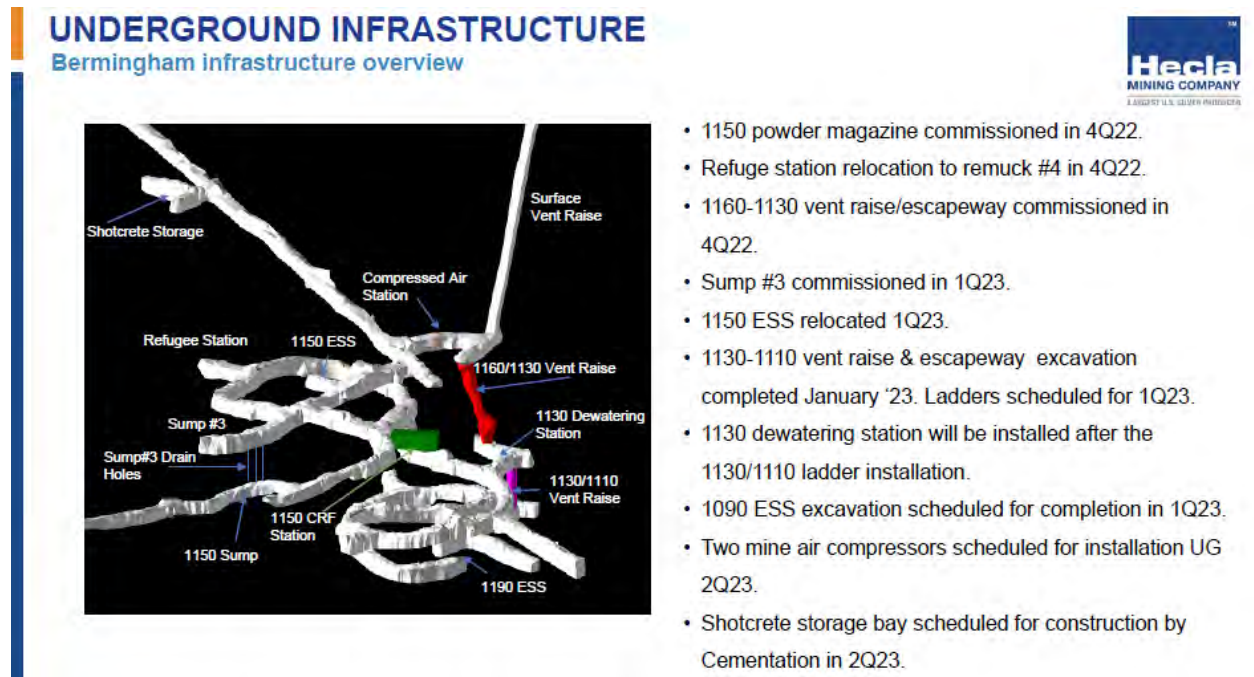 UNDERGROUND INFRASTRUCTURE
Bermingham infrastructure overview
TM
Hecla
MINING COMPANY
LARGEST U.S. SILVER PRODUCER
Shotcrete Storage
Surface
Vent Raise
Compressed Air
Station
Refugee Station
1150 ESS
1160/1130 Vent Raise
1130 Dewatering
Station
Sump #3
Sump#3 Drain
Holes
1130/1110
Vent Raise
1150 CRF
Station
1150 Sump
1190 ESS
• 1150 powder magazine commissioned in 4Q22.
• Refuge station relocation to remuck #4 in 4Q22.
• 1160-1130 vent raise/escapeway commissioned in
4Q22.
• Sump #3 commissioned in 1Q23.
• 1150 ESS relocated 1Q23.
• 1130-1110 vent raise & escapeway excavation
completed January ‘23. Ladders scheduled for 1Q23.
• 1130 dewatering station will be installed after the
1130/1110 ladder installation.
• 1090 ESS excavation scheduled for completion in 1Q23.
• Two mine air compressors scheduled for installation UG
2Q23.
• Shotcrete storage bay scheduled for construction by
Cementation in 2Q23.